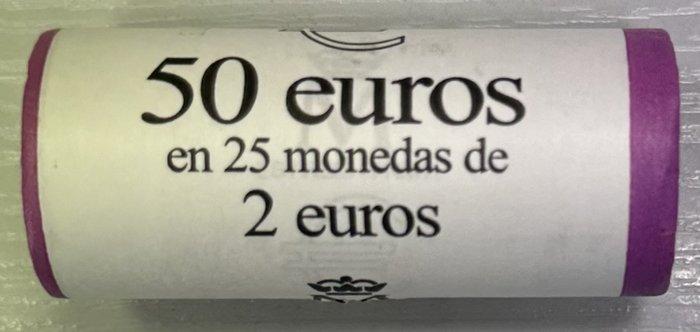 50 euros
en 25 monedas de
2 euros